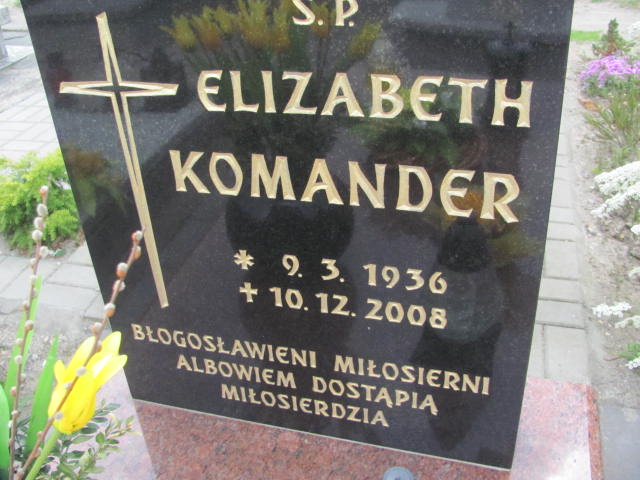 Ś.P.
ELIZABETH
KOMANDER
* 9. 3. 1936
+ 10. 12. 2008
BŁOGOSŁAWIENI MIŁOSIERNI
ALBOWIEM DOSTĄPIĄ
MIŁOSIERDZIA